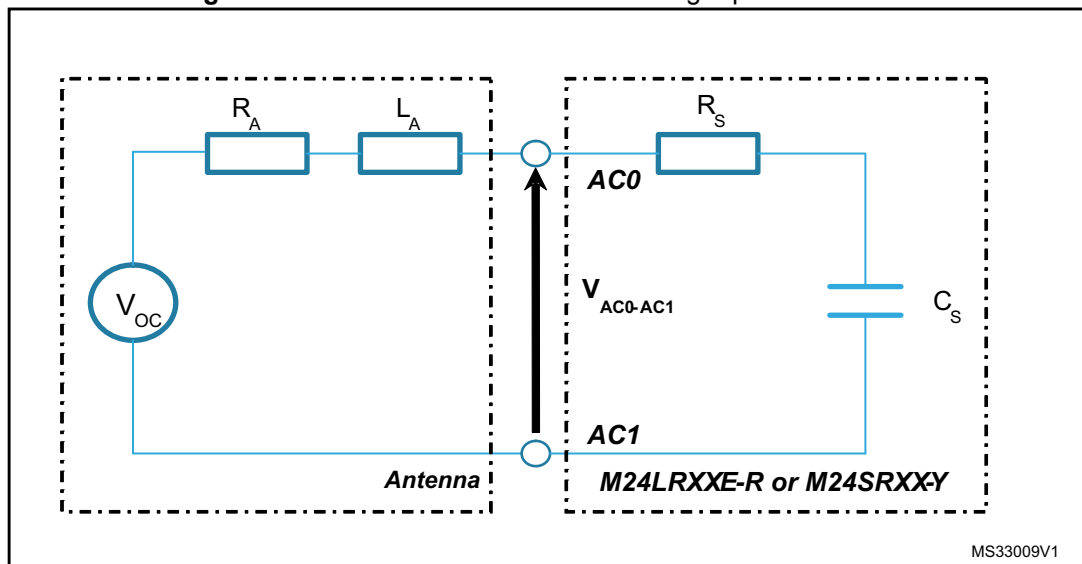 R_A
L_A
R_S
AC0
V_OC
V_AC0-AC1
C_S
AC1
Antenna
M24LRXXE-R or M24SRXX-Y
MS33009V1